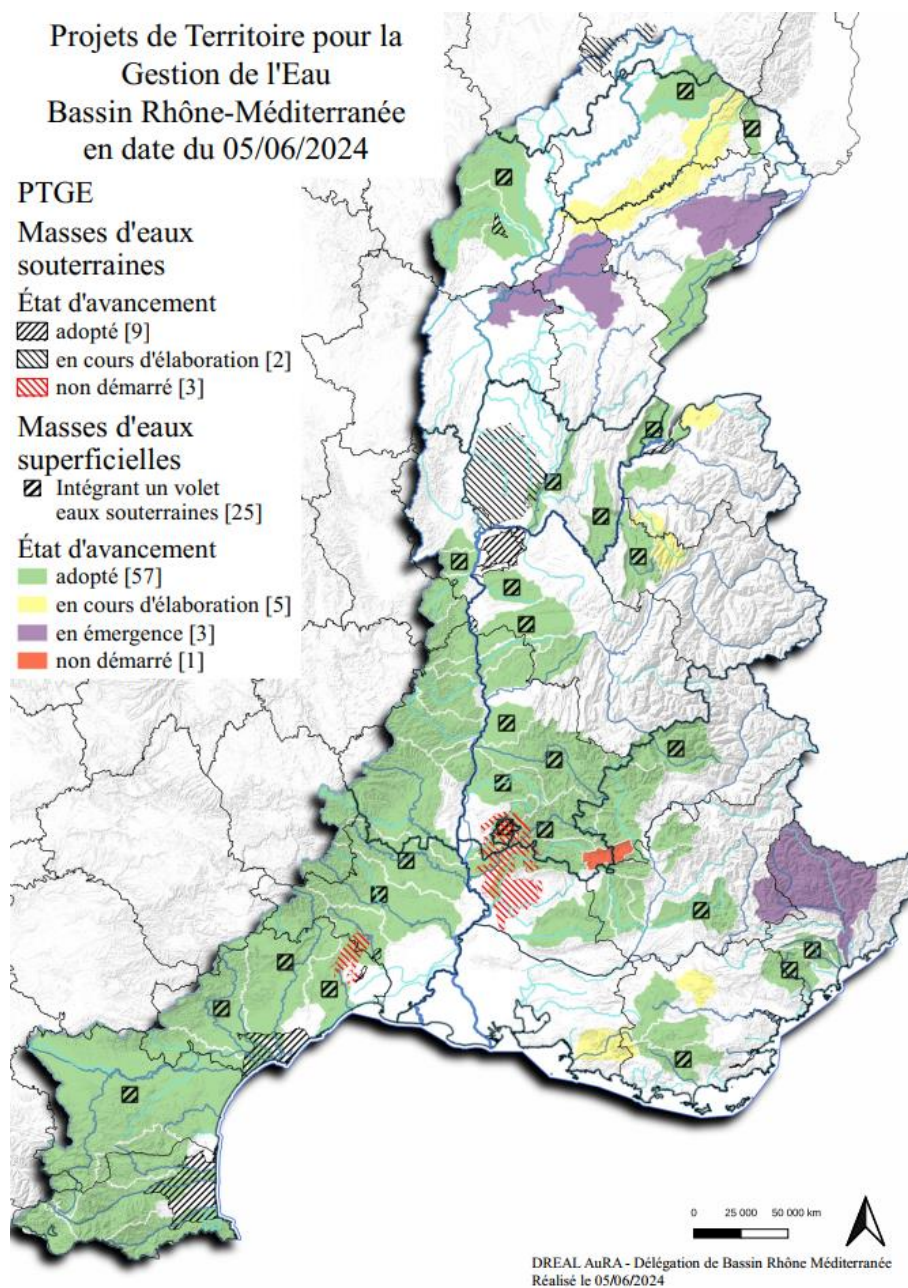 Projets de Territoire pour la
Gestion de l'Eau
Bassin Rhône-Méditerranée
en date du 05/06/2024
PTGE
Masses d'eaux
souterraines
État d'avancement
adopté [9]
en cours d'élaboration [2]
non démarré [3]
Masses d'eaux
superficielles
Intégrant un volet
eaux souterraines [25]
État d'avancement
adopté [57]
en cours d'élaboration [5]
en émergence [3]
non démarré [1]
0 25 000 50 000 km
DREAL AuRA - Délégation de Bassin Rhône Méditerranée
Réalisé le 05/06/2024